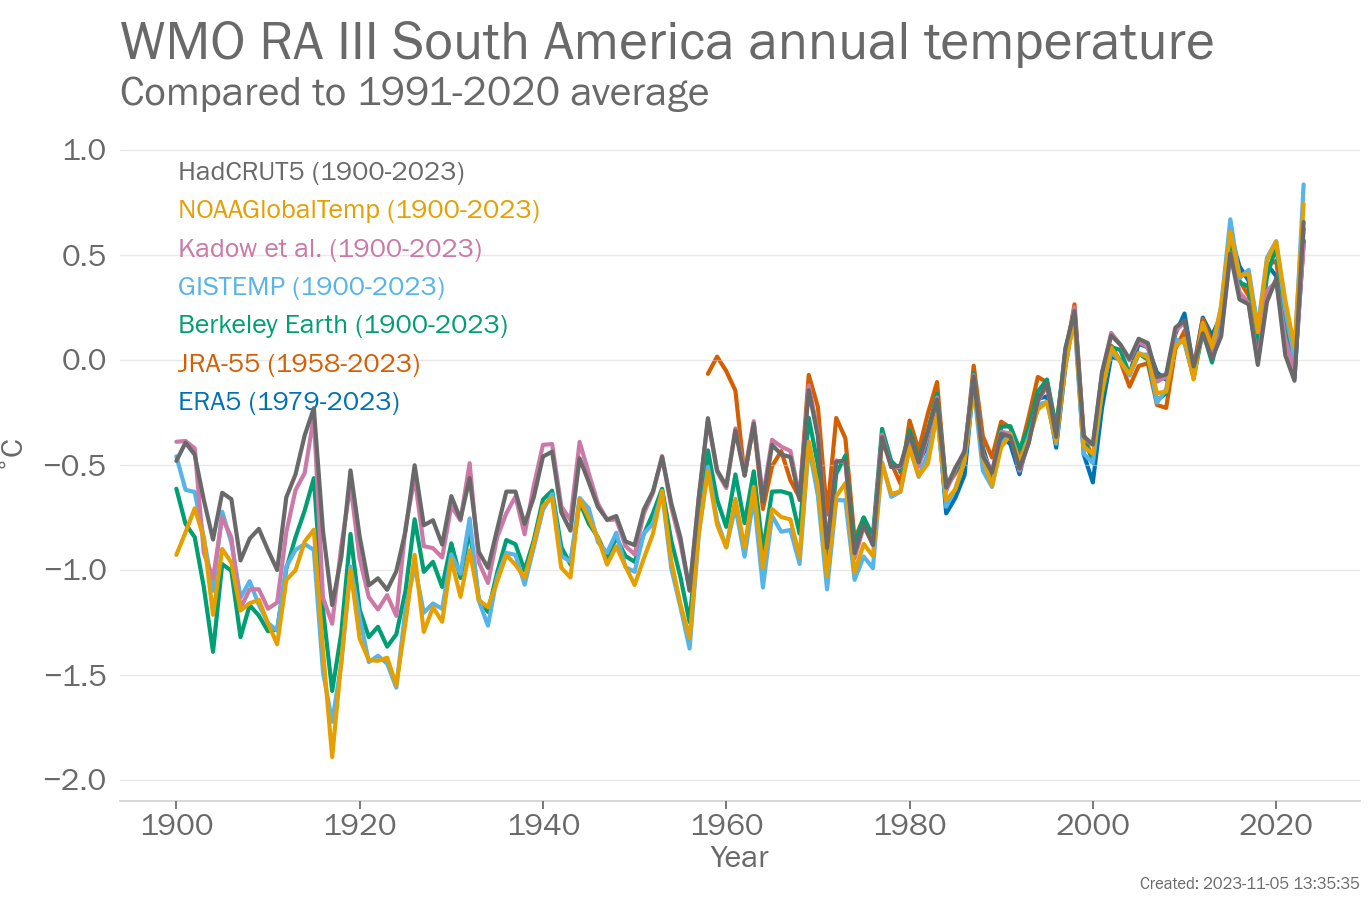 WMO RA III South America annual temperature
Compared to 1991-2020 average
1.0
HadCRUT5 (1900-2023)
NOAAGlobalTemp (1900-2023)
Kadow et al. (1900-2023)
0.5
GISTEMP (1900-2023)
Berkeley Earth (1900-2023)
0.0
JRA-55 (1958-2023)
ERA5 (1979-2023)
°C
−0.5
−1.0
−1.5
−2.0
1900 1920 1940 1960 1980 2000 2020
Year
Created: 2023-11-05 13:35:35